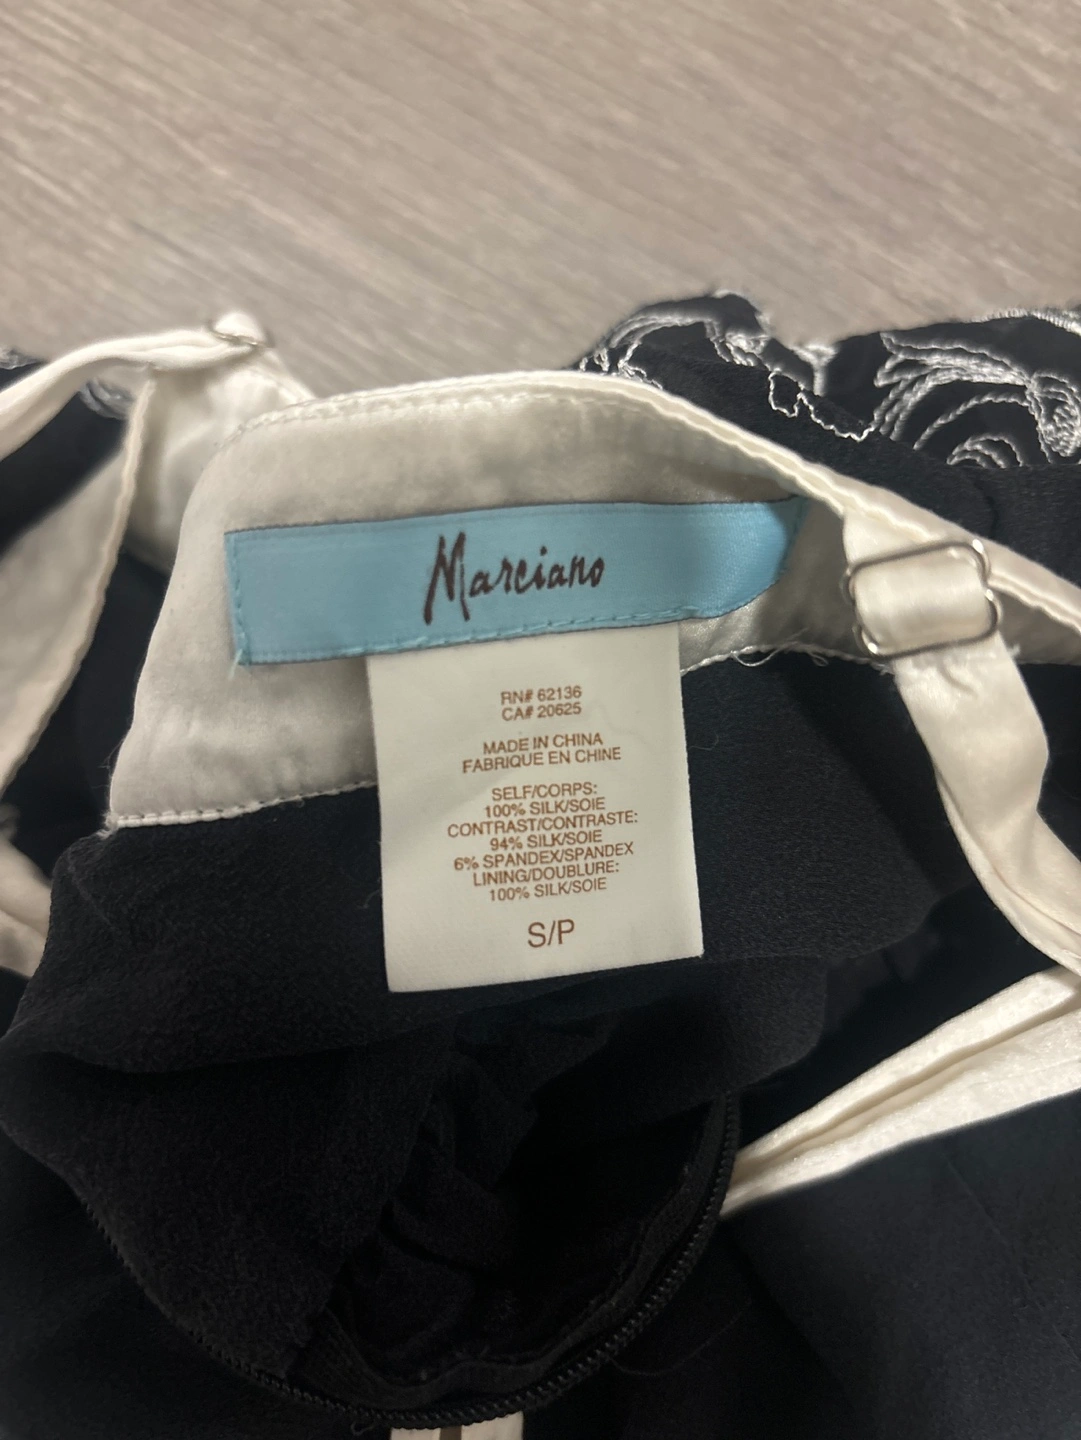 Marciano
RN# 62136
CA# 20625
MADE IN CHINA
FABRIQUE EN CHINE
SELF/CORPS:
100% SILK/SOIE
CONTRAST/CONTRASTE:
94% SILK/SOIE
6% SPANDEX/SPANDEX
LINING/DOUBLURE:
100% SILK/SOIE
S/P